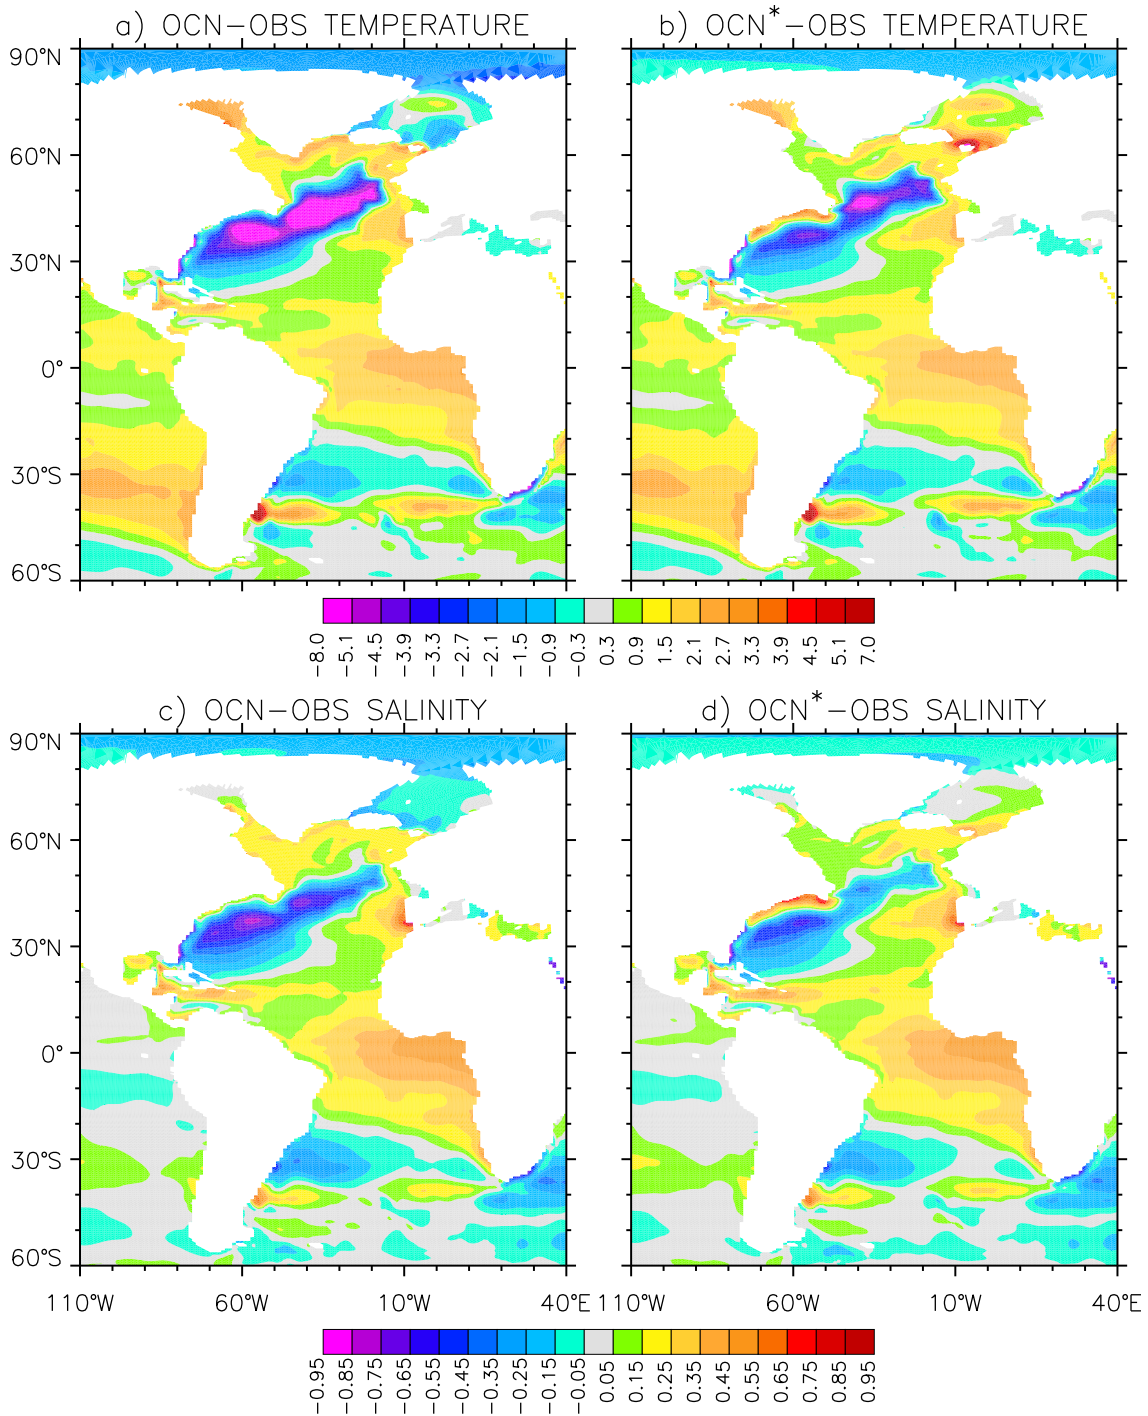 a) OCN−OBS TEMPERATURE
b) OCN*−OBS TEMPERATURE
90°N
60°N
30°N
0°
30°S
60°S
−8.0 −5.1 −4.5 −3.9 −3.3 −2.7 −2.1 −1.5 −0.9 −0.3 0.3 0.9 1.5 2.1 2.7 3.3 3.9 4.5 5.1 7.0
c) OCN−OBS SALINITY
d) OCN*−OBS SALINITY
90°N
60°N
30°N
0°
30°S
60°S
110°W 60°W 10°W 40°E
110°W 60°W 10°W 40°E
−0.95 −0.85 −0.75 −0.65 −0.55 −0.45 −0.35 −0.25 −0.15 −0.05 0.05 0.15 0.25 0.35 0.45 0.55 0.65 0.75 0.85 0.95